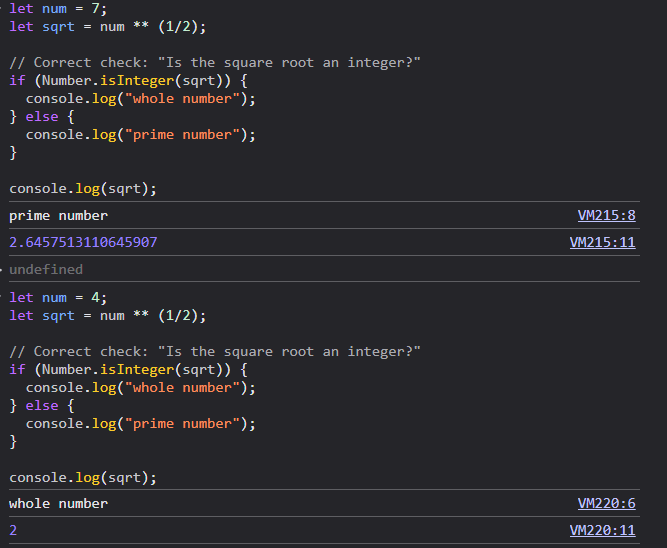 let num = 7;
let sqrt = num ** (1/2);
// Correct check: "Is the square root an integer?"
if (Number.isInteger(sqrt)) {
  console.log("whole number");
} else {
  console.log("prime number");
}
console.log(sqrt);
prime number VM215:8
2.6457513110645907 VM215:11
undefined
let num = 4;
let sqrt = num ** (1/2);
// Correct check: "Is the square root an integer?"
if (Number.isInteger(sqrt)) {
  console.log("whole number");
} else {
  console.log("prime number");
}
console.log(sqrt);
whole number VM220:6
2 VM220:11